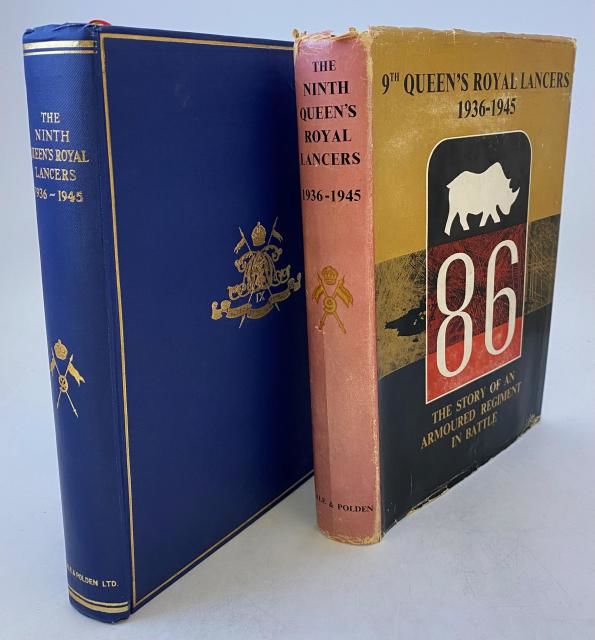 THE
NINTH
QUEEN'S ROYAL
LANCERS
1936-1945
IX
9
& POLDEN LTD.
THE
NINTH
QUEEN'S
ROYAL
LANCERS
1936-1945
9
& POLDEN
9TH QUEEN'S ROYAL LANCERS
1936-1945
86
THE STORY OF AN
ARMOURED REGIMENT
IN BATTLE